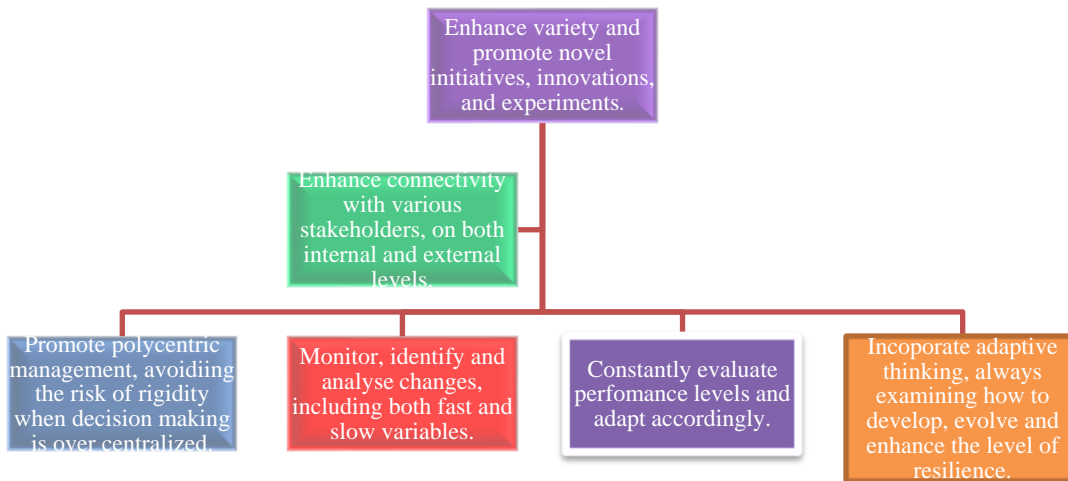 Enhance variety and
promote novel
initiatives, innovations,
and experiments.
Enhance connectivity
with various
stakeholders, on both
internal and external
levels.
Promote polycentric
management, avoidiing
the risk of rigidity
when decision making
is over centralized.
Monitor, identify and
analyse changes,
including both fast and
slow variables.
Constantly evaluate
perfomance levels and
adapt accordingly.
Incoporate adaptive
thinking, always
examining how to
develop, evolve and
enhance the level of
resilience.